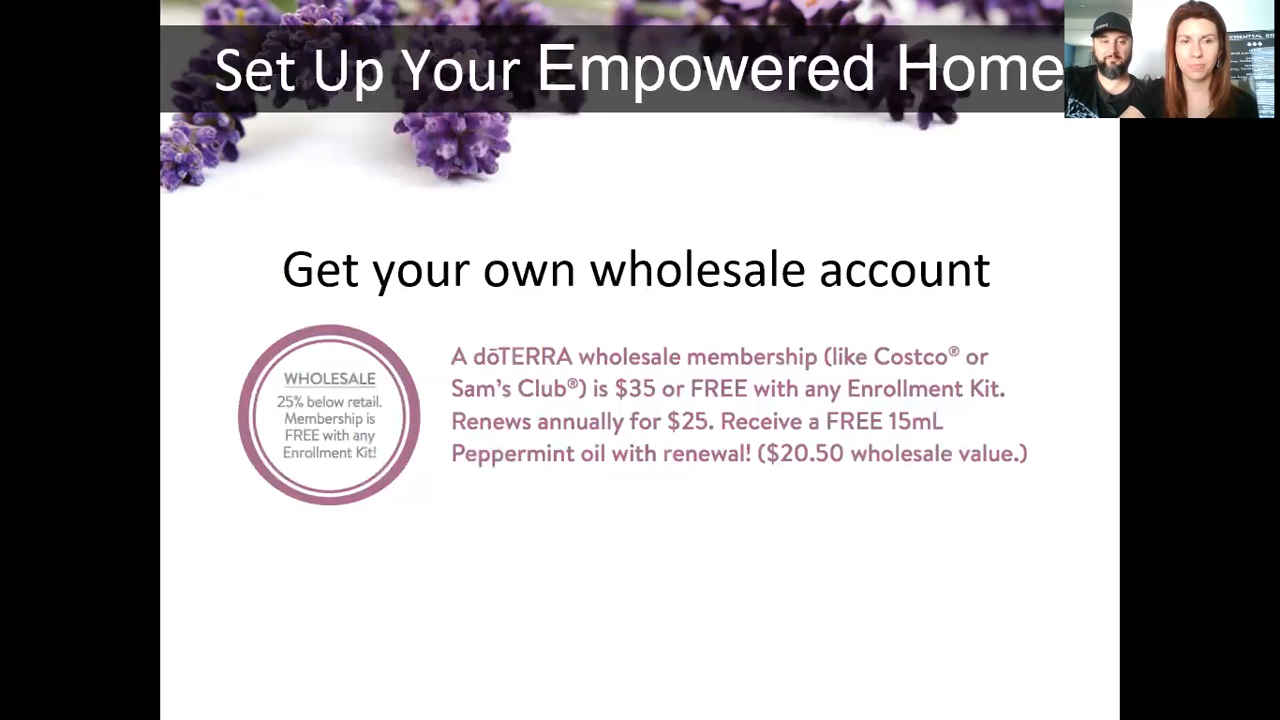 Set Up Your Empowered Home
ESSENTIAL
Get your own wholesale account
WHOLESALE
25% below retail.
Membership is
FREE with any
Enrollment Kit!
A dōTERRA wholesale membership (like Costco® or
Sam's Club®) is $35 or FREE with any Enrollment Kit.
Renews annually for $25. Receive a FREE 15mL
Peppermint oil with renewal! ($20.50 wholesale value.)